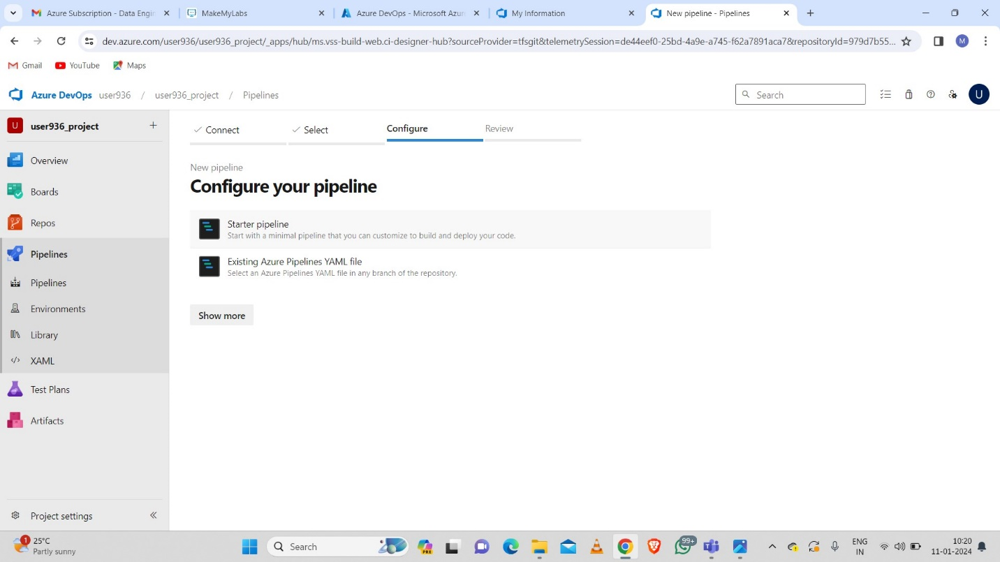 Azure Subscription - Data Engin
MakeMyLabs
Azure DevOps - Microsoft Azur
My Information
New pipeline - Pipelines
dev.azure.com/user936/user936_project/_apps/hub/ms.vss-build-web.ci-designer-hub?sourceProvider=tfsgit&telemetrySession=de44eef0-25bd-4a9e-a745-f62a7891aca7&repositoryId=979d7b55...
M
Gmail
YouTube
Maps
Azure DevOps user936 / user936_project / Pipelines
Search
U
U user936_project +
Overview
Boards
Repos
Pipelines
Pipelines
Environments
Library
XAML
Test Plans
Artifacts
Project settings
Connect
Select
Configure
Review
New pipeline
Configure your pipeline
Starter pipeline
Start with a minimal pipeline that you can customize to build and deploy your code.
Existing Azure Pipelines YAML file
Select an Azure Pipelines YAML file in any branch of the repository.
Show more
1
25°C
Partly sunny
Search
PRE
99+
ENG
IN
10:20
11-01-2024